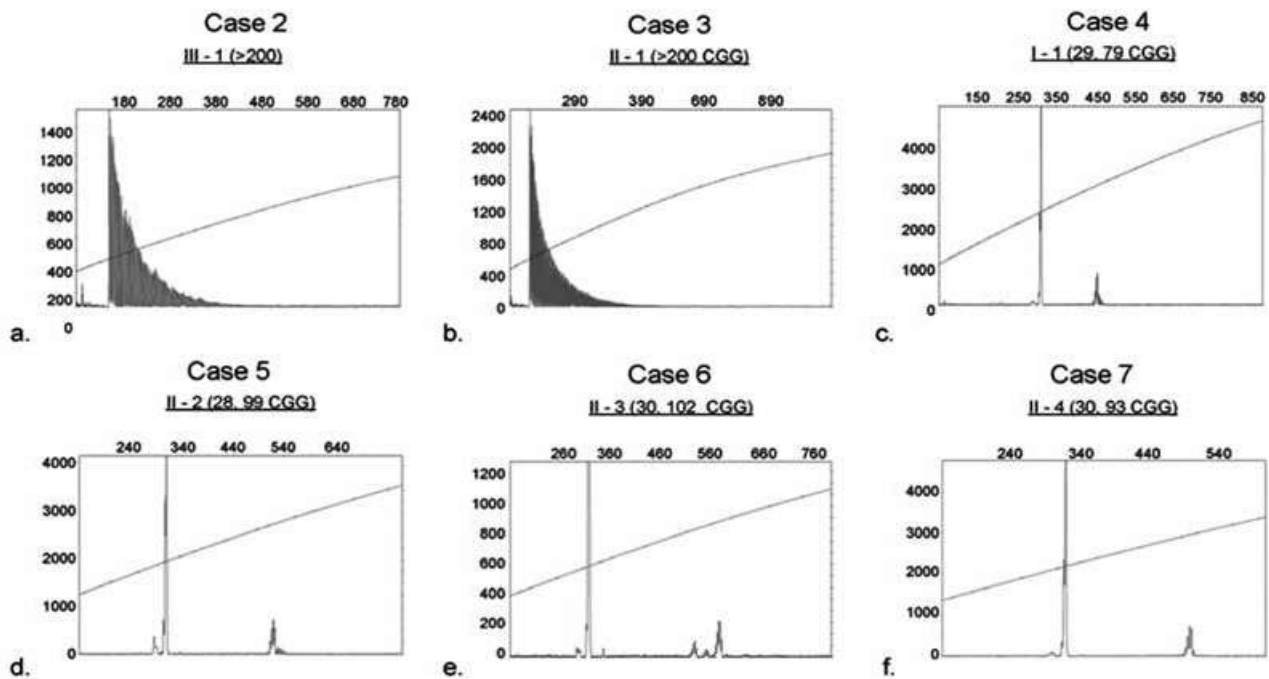 Case 2
III - 1 (>200)
180 280 380 480 580 680 780
1400
1200
1000
800
600
400
200
0
a.
Case 3
II - 1 (>200 CGG)
290 390 690 890
2400
2000
1600
1200
800
400
0
b.
Case 4
I - 1 (29, 79 CGG)
150 250 350 450 550 650 750 850
4000
3000
2000
1000
0
c.
Case 5
II - 2 (28, 99 CGG)
240 340 440 540 640
4000
3000
2000
1000
0
d.
Case 6
II - 3 (30, 102 CGG)
260 360 460 560 660 760
1200
1000
800
600
400
200
0
e.
Case 7
II - 4 (30, 93 CGG)
240 340 440 540
4000
3000
2000
1000
0
f.